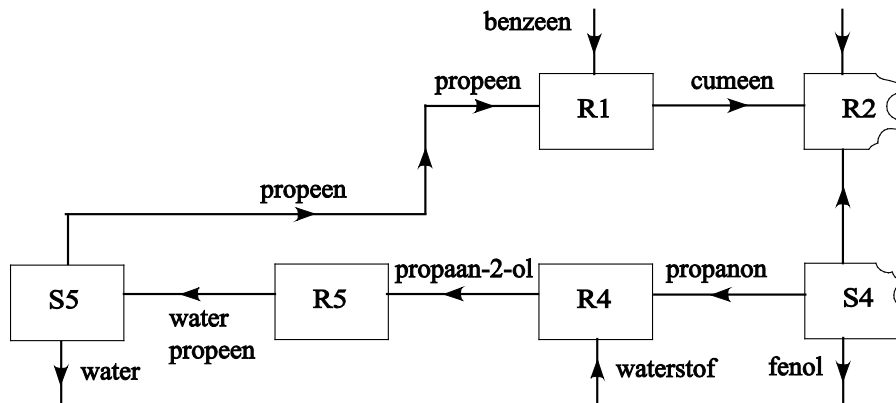 benzeen
propeen
R1
cumeen
R2
propeen
S5
R5
propaan-2-ol
R4
propanon
S4
water
propeen
water
waterstof
fenol